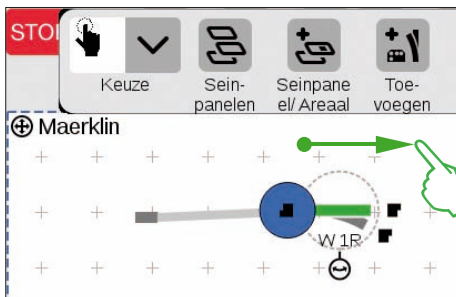 STO
Keuze
Sein-
panelen
Seinpane
el/ Areaal
Toe-
voegen
Maerklin
W 1R